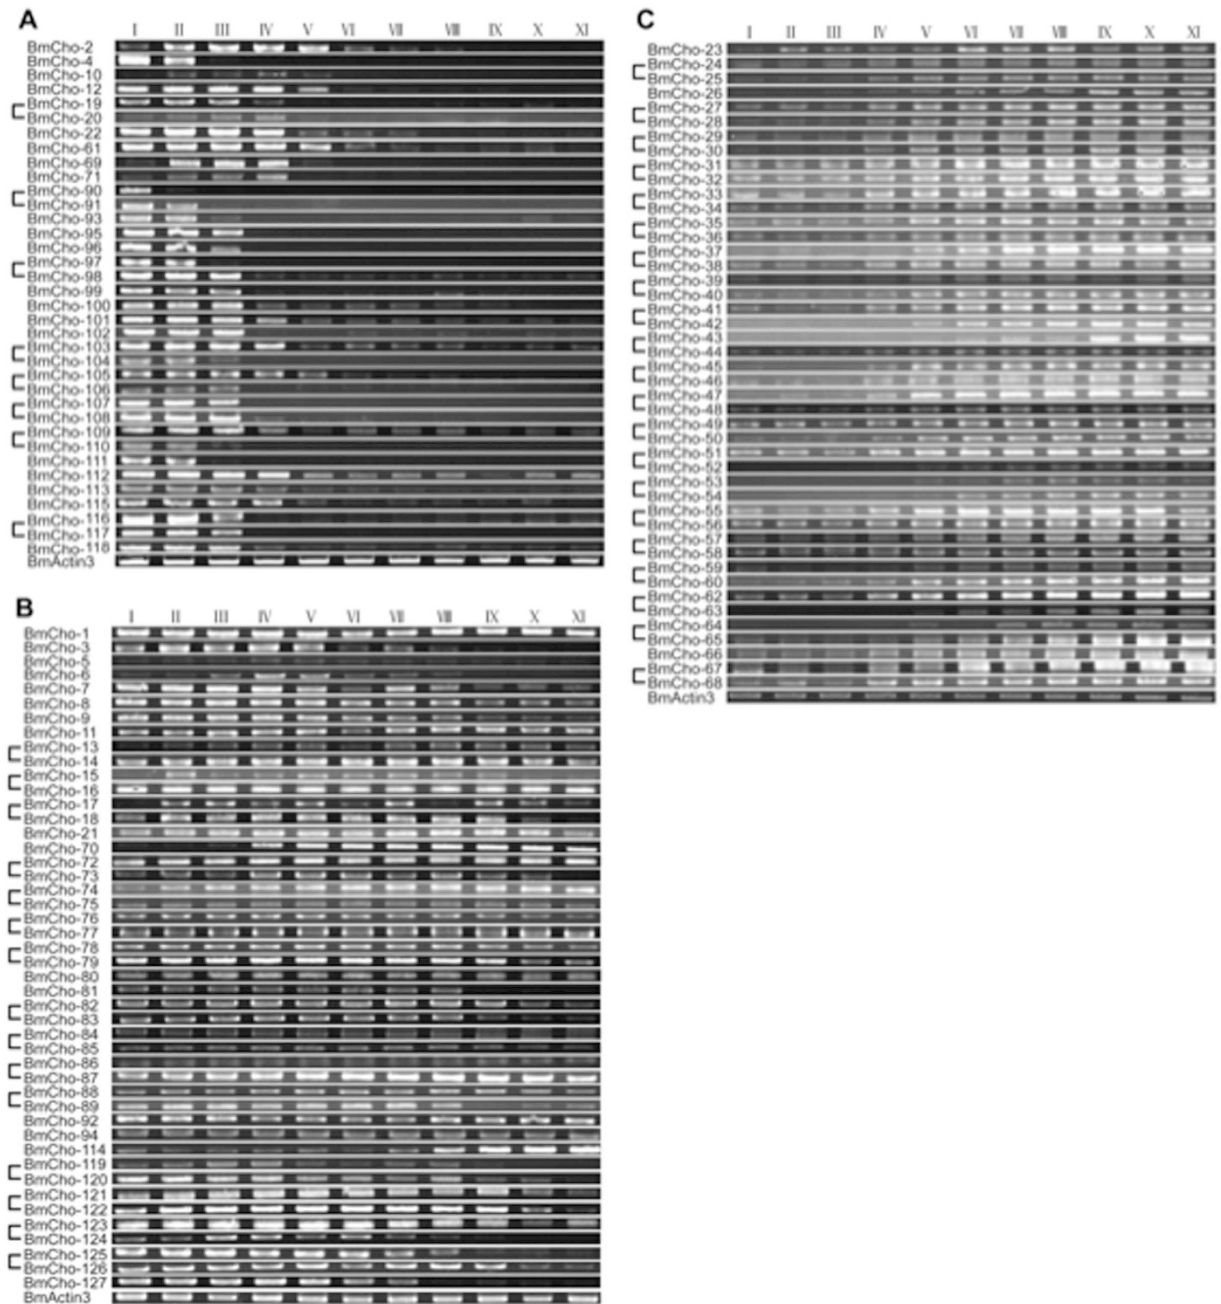 A
I II III IV V VI VII VIII IX X XI
BmCho-2
BmCho-4
BmCho-10
BmCho-12
BmCho-19
BmCho-20
BmCho-22
BmCho-61
BmCho-69
BmCho-71
BmCho-90
BmCho-91
BmCho-93
BmCho-95
BmCho-96
BmCho-97
BmCho-98
BmCho-99
BmCho-100
BmCho-101
BmCho-102
BmCho-103
BmCho-104
BmCho-105
BmCho-106
BmCho-107
BmCho-108
BmCho-109
BmCho-110
BmCho-111
BmCho-112
BmCho-113
BmCho-115
BmCho-116
BmCho-117
BmCho-118
BmActin3
B
I II III IV V VI VII VIII IX X XI
BmCho-1
BmCho-3
BmCho-5
BmCho-6
BmCho-7
BmCho-8
BmCho-9
BmCho-11
BmCho-13
BmCho-14
BmCho-15
BmCho-16
BmCho-17
BmCho-18
BmCho-21
BmCho-70
BmCho-72
BmCho-73
BmCho-74
BmCho-75
BmCho-76
BmCho-77
BmCho-78
BmCho-79
BmCho-80
BmCho-81
BmCho-82
BmCho-83
BmCho-84
BmCho-85
BmCho-86
BmCho-87
BmCho-88
BmCho-89
BmCho-92
BmCho-94
BmCho-114
BmCho-119
BmCho-120
BmCho-121
BmCho-122
BmCho-123
BmCho-124
BmCho-125
BmCho-126
BmCho-127
BmActin3
C
I II III IV V VI VII VIII IX X XI
BmCho-23
BmCho-24
BmCho-25
BmCho-26
BmCho-27
BmCho-28
BmCho-29
BmCho-30
BmCho-31
BmCho-32
BmCho-33
BmCho-34
BmCho-35
BmCho-36
BmCho-37
BmCho-38
BmCho-39
BmCho-40
BmCho-41
BmCho-42
BmCho-43
BmCho-44
BmCho-45
BmCho-46
BmCho-47
BmCho-48
BmCho-49
BmCho-50
BmCho-51
BmCho-52
BmCho-53
BmCho-54
BmCho-55
BmCho-56
BmCho-57
BmCho-58
BmCho-59
BmCho-60
BmCho-62
BmCho-63
BmCho-64
BmCho-65
BmCho-66
BmCho-67
BmCho-68
BmActin3